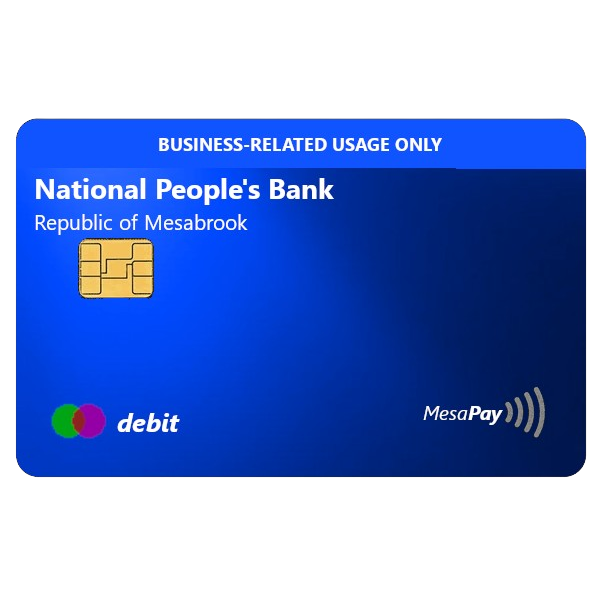 BUSINESS-RELATED USAGE ONLY
National People's Bank
Republic of Mesabrook
debit
MesaPay